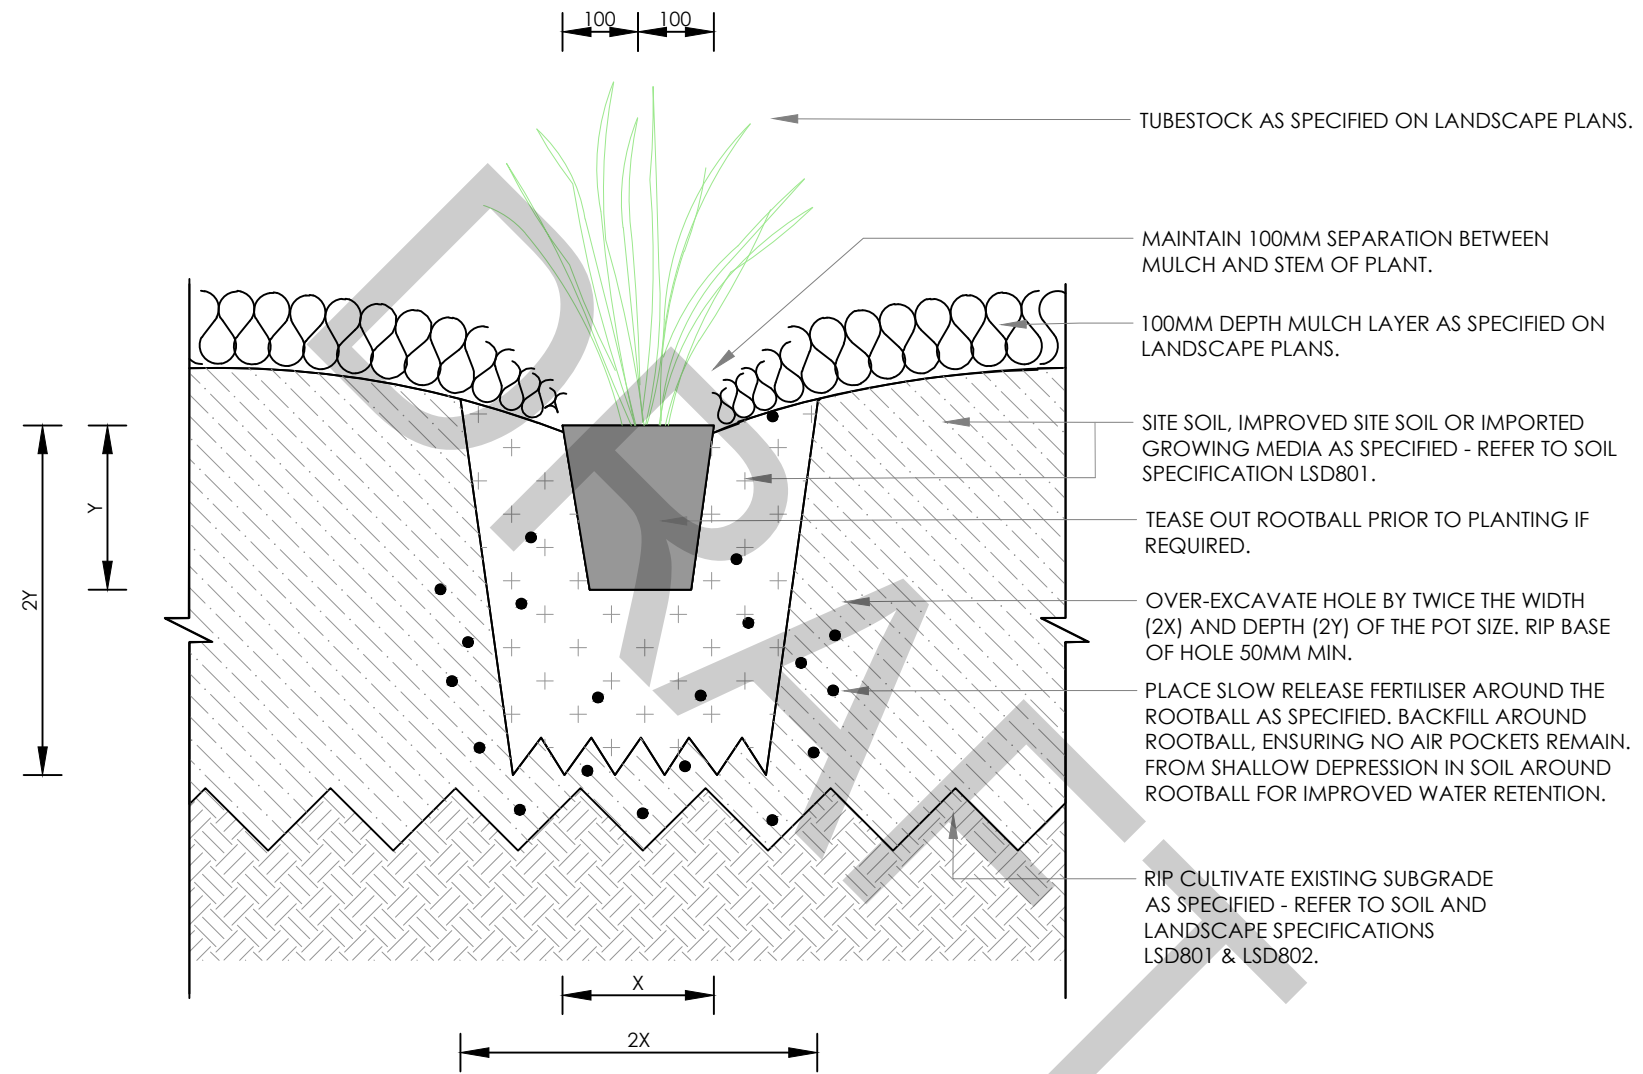 100 100
TUBESTOCK AS SPECIFIED ON LANDSCAPE PLANS.
MAINTAIN 100MM SEPARATION BETWEEN
MULCH AND STEM OF PLANT.
100MM DEPTH MULCH LAYER AS SPECIFIED ON
LANDSCAPE PLANS.
SITE SOIL, IMPROVED SITE SOIL OR IMPORTED
GROWING MEDIA AS SPECIFIED - REFER TO SOIL
SPECIFICATION LSD801.
TEASE OUT ROOTBALL PRIOR TO PLANTING IF
REQUIRED.
OVER-EXCAVATE HOLE BY TWICE THE WIDTH
(2X) AND DEPTH (2Y) OF THE POT SIZE. RIP BASE
OF HOLE 50MM MIN.
PLACE SLOW RELEASE FERTILISER AROUND THE
ROOTBALL AS SPECIFIED. BACKFILL AROUND
ROOTBALL, ENSURING NO AIR POCKETS REMAIN.
FROM SHALLOW DEPRESSION IN SOIL AROUND
ROOTBALL FOR IMPROVED WATER RETENTION.
RIP CULTIVATE EXISTING SUBGRADE
AS SPECIFIED - REFER TO SOIL AND
LANDSCAPE SPECIFICATIONS
LSD801 & LSD802.
Y
2Y
X
2X
DRAFT